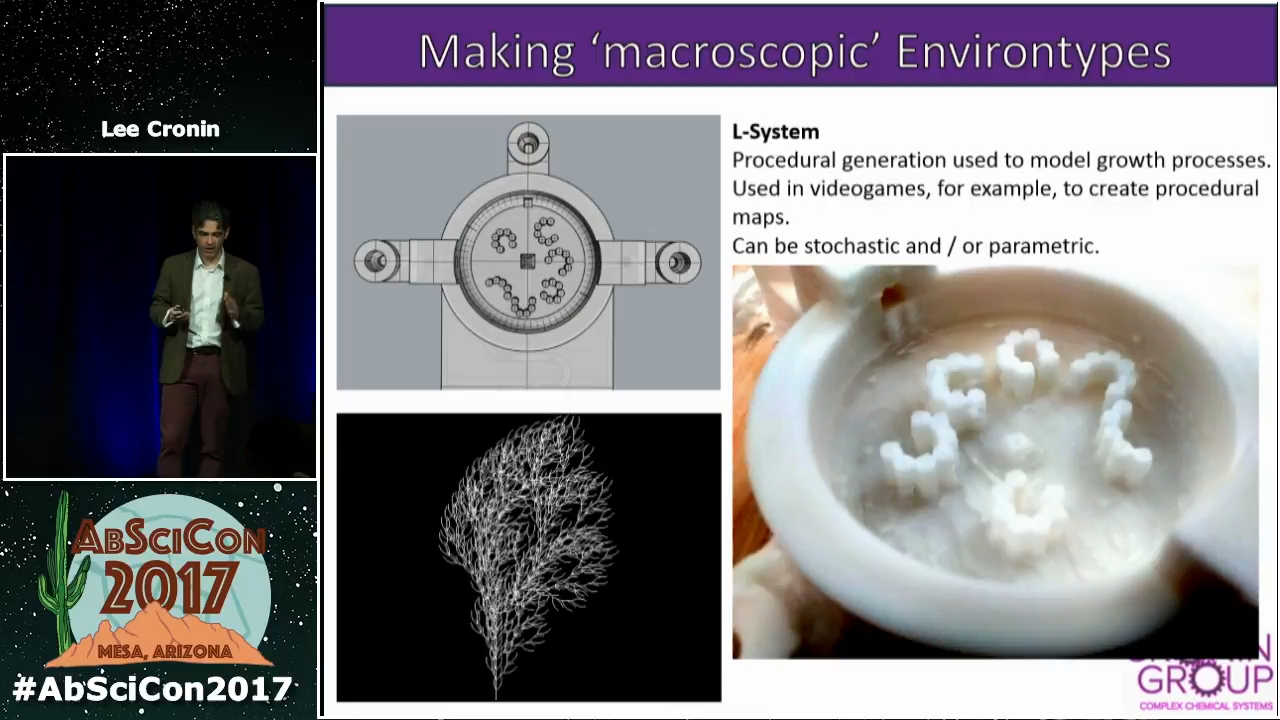 Making ‘macroscopic’ Environtypes
Lee Cronin
L-System
Procedural generation used to model growth processes.
Used in videogames, for example, to create procedural
maps.
Can be stochastic and / or parametric.
AbSciCon
2017
MESA, ARIZONA
#AbSciCon2017
GROUP
COMPLEX CHEMICAL SYSTEMS